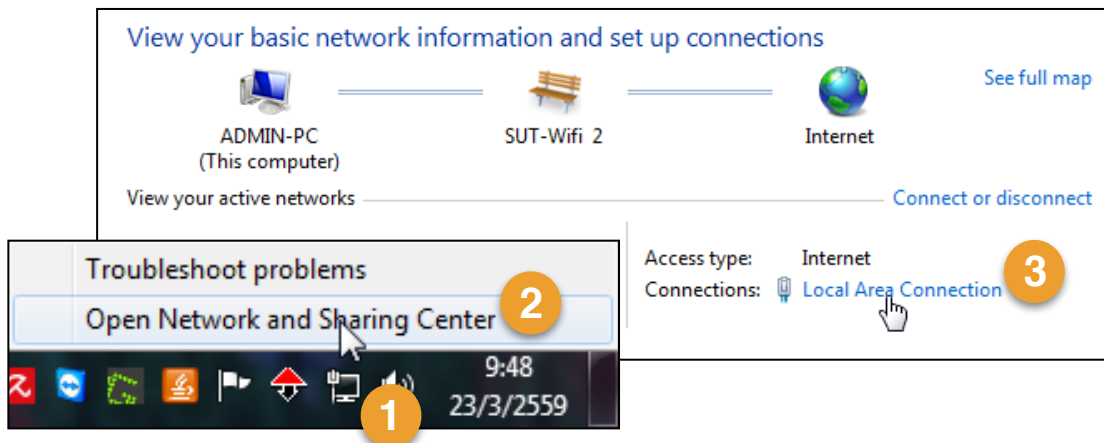 View your basic network information and set up connections
See full map
ADMIN-PC
(This computer)
SUT-Wifi 2
Internet
View your active networks
Connect or disconnect
Access type: Internet
Connections: Local Area Connection
3
Troubleshoot problems
Open Network and Sharing Center
2
9:48
23/3/2559
1